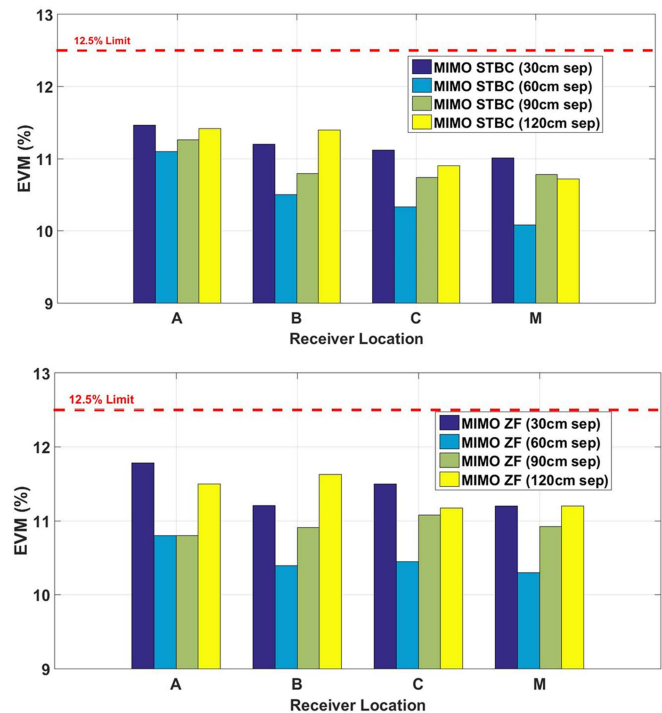 13
12.5% Limit
12
MIMO STBC (30cm sep)
MIMO STBC (60cm sep)
MIMO STBC (90cm sep)
MIMO STBC (120cm sep)
11
10
9
EVM (%)
A B C M
Receiver Location
13
12.5% Limit
12
MIMO ZF (30cm sep)
MIMO ZF (60cm sep)
MIMO ZF (90cm sep)
MIMO ZF (120cm sep)
11
10
9
EVM (%)
A B C M
Receiver Location